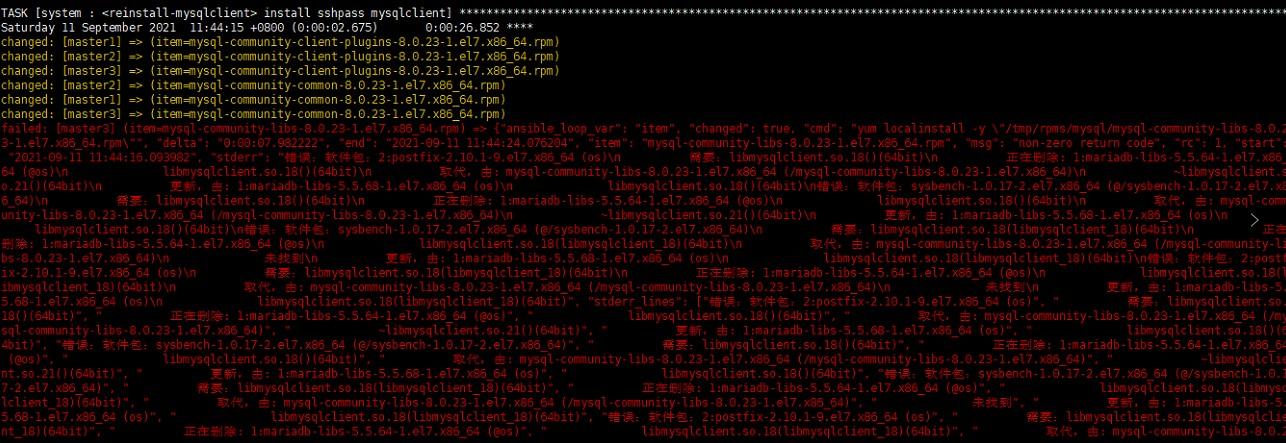 TASK [system : <reinstall-mysqlclient> install sshpass mysqlclient] ****************************************************************************************************************************
Saturday 11 September 2021  11:44:15 +0800 (0:00:02.675)       0:00:26.852 ****
changed: [master1] => (item=mysql-community-client-plugins-8.0.23-1.el7.x86_64.rpm)
changed: [master2] => (item=mysql-community-client-plugins-8.0.23-1.el7.x86_64.rpm)
changed: [master3] => (item=mysql-community-client-plugins-8.0.23-1.el7.x86_64.rpm)
changed: [master2] => (item=mysql-community-common-8.0.23-1.el7.x86_64.rpm)
changed: [master1] => (item=mysql-community-common-8.0.23-1.el7.x86_64.rpm)
changed: [master3] => (item=mysql-community-common-8.0.23-1.el7.x86_64.rpm)
failed: [master3] (item=mysql-community-libs-8.0.23-1.el7.x86_64.rpm) => {"ansible_loop_var": "item", "changed": true, "cmd": "yum localinstall -y \"/tmp/rpms/mysql/mysql-community-libs-8.0.2
3-1.el7.x86_64.rpm\"", "delta": "0:00:07.982222", "end": "2021-09-11 11:44:24.076204", "item": "mysql-community-libs-8.0.23-1.el7.x86_64.rpm", "msg": "non-zero return code", "rc": 1, "start":
"2021-09-11 11:44:16.093982", "stderr": "错误：软件包：2:postfix-2.10.1-9.el7.x86_64 (os)\n 需要：libmysqlclient.so.18()(64bit)\n 正在删除: 1:mariadb-libs-5.5.64-1.el7.x86_
64 (@os)\n libmysqlclient.so.18()(64bit)\n 取代，由: mysql-community-libs-8.0.23-1.el7.x86_64 (/mysql-community-libs-8.0.23-1.el7.x86_64)\n ~libmysqlclient.s
o.21()(64bit)\n 更新，由: 1:mariadb-libs-5.5.68-1.el7.x86_64 (os)\n libmysqlclient.so.18()(64bit)\n错误：软件包：sysbench-1.0.17-2.el7.x86_64 (@/sysbench-1.0.17-2.el7.x8
6_64)\n 需要：libmysqlclient.so.18()(64bit)\n 正在删除: 1:mariadb-libs-5.5.64-1.el7.x86_64 (@os)\n libmysqlclient.so.18()(64bit)\n 取代，由: mysql-comm
unity-libs-8.0.23-1.el7.x86_64 (/mysql-community-libs-8.0.23-1.el7.x86_64)\n ~libmysqlclient.so.21()(64bit)\n 更新，由: 1:mariadb-libs-5.5.68-1.el7.x86_64 (os)\n
libmysqlclient.so.18()(64bit)\n错误：软件包：sysbench-1.0.17-2.el7.x86_64 (@/sysbench-1.0.17-2.el7.x86_64)\n 需要：libmysqlclient.so.18(libmysqlclient_18)(64bit)\n 正在
删除: 1:mariadb-libs-5.5.64-1.el7.x86_64 (@os)\n libmysqlclient.so.18(libmysqlclient_18)(64bit)\n 取代，由: mysql-community-libs-8.0.23-1.el7.x86_64 (/mysql-community-li
bs-8.0.23-1.el7.x86_64)\n 未找到\n 更新，由: 1:mariadb-libs-5.5.68-1.el7.x86_64 (os)\n libmysqlclient.so.18(libmysqlclient_18)(64bit)\n错误：软件包：2:postf
ix-2.10.1-9.el7.x86_64 (os)\n 需要：libmysqlclient.so.18(libmysqlclient_18)(64bit)\n 正在删除: 1:mariadb-libs-5.5.64-1.el7.x86_64 (@os)\n libmysqlclient.so.18(l
ibmysqlclient_18)(64bit)\n 取代，由: mysql-community-libs-8.0.23-1.el7.x86_64 (/mysql-community-libs-8.0.23-1.el7.x86_64)\n 未找到\n 更新，由: 1:mariadb-libs-5.
5.68-1.el7.x86_64 (os)\n libmysqlclient.so.18(libmysqlclient_18)(64bit)", "stderr_lines": ["错误：软件包：2:postfix-2.10.1-9.el7.x86_64 (os)", " 需要：libmysqlclient.so.
18()(64bit)", " 正在删除: 1:mariadb-libs-5.5.64-1.el7.x86_64 (@os)", " libmysqlclient.so.18()(64bit)", " 取代，由: mysql-community-libs-8.0.23-1.el7.x86_64 (/my
sql-community-libs-8.0.23-1.el7.x86_64)", " ~libmysqlclient.so.21()(64bit)", " 更新，由: 1:mariadb-libs-5.5.68-1.el7.x86_64 (os)", " libmysqlclient.so.18()(6
4bit)", "错误：软件包：sysbench-1.0.17-2.el7.x86_64 (@/sysbench-1.0.17-2.el7.x86_64)", " 需要：libmysqlclient.so.18()(64bit)", " 正在删除: 1:mariadb-libs-5.5.64-1.el7.x86_64
(@os)", " libmysqlclient.so.18()(64bit)", " 取代，由: mysql-community-libs-8.0.23-1.el7.x86_64 (/mysql-community-libs-8.0.23-1.el7.x86_64)", " ~libmysqlclie
nt.so.21()(64bit)", " 更新，由: 1:mariadb-libs-5.5.68-1.el7.x86_64 (os)", " libmysqlclient.so.18()(64bit)", "错误：软件包：sysbench-1.0.17-2.el7.x86_64 (@/sysbench-1.0.1
7-2.el7.x86_64)", " 需要：libmysqlclient.so.18(libmysqlclient_18)(64bit)", " 正在删除: 1:mariadb-libs-5.5.64-1.el7.x86_64 (@os)", " libmysqlclient.so.18(libmysq
lclient_18)(64bit)", " 取代，由: mysql-community-libs-8.0.23-1.el7.x86_64 (/mysql-community-libs-8.0.23-1.el7.x86_64)", " 未找到", " 更新，由: 1:mariadb-libs-5.
5.68-1.el7.x86_64 (os)", " libmysqlclient.so.18(libmysqlclient_18)(64bit)", "错误：软件包：2:postfix-2.10.1-9.el7.x86_64 (os)", " 需要：libmysqlclient.so.18(libmysqlclie
nt_18)(64bit)", " 正在删除: 1:mariadb-libs-5.5.64-1.el7.x86_64 (@os)", " libmysqlclient.so.18(libmysqlclient_18)(64bit)", " 取代，由: mysql-community-libs-8.0.